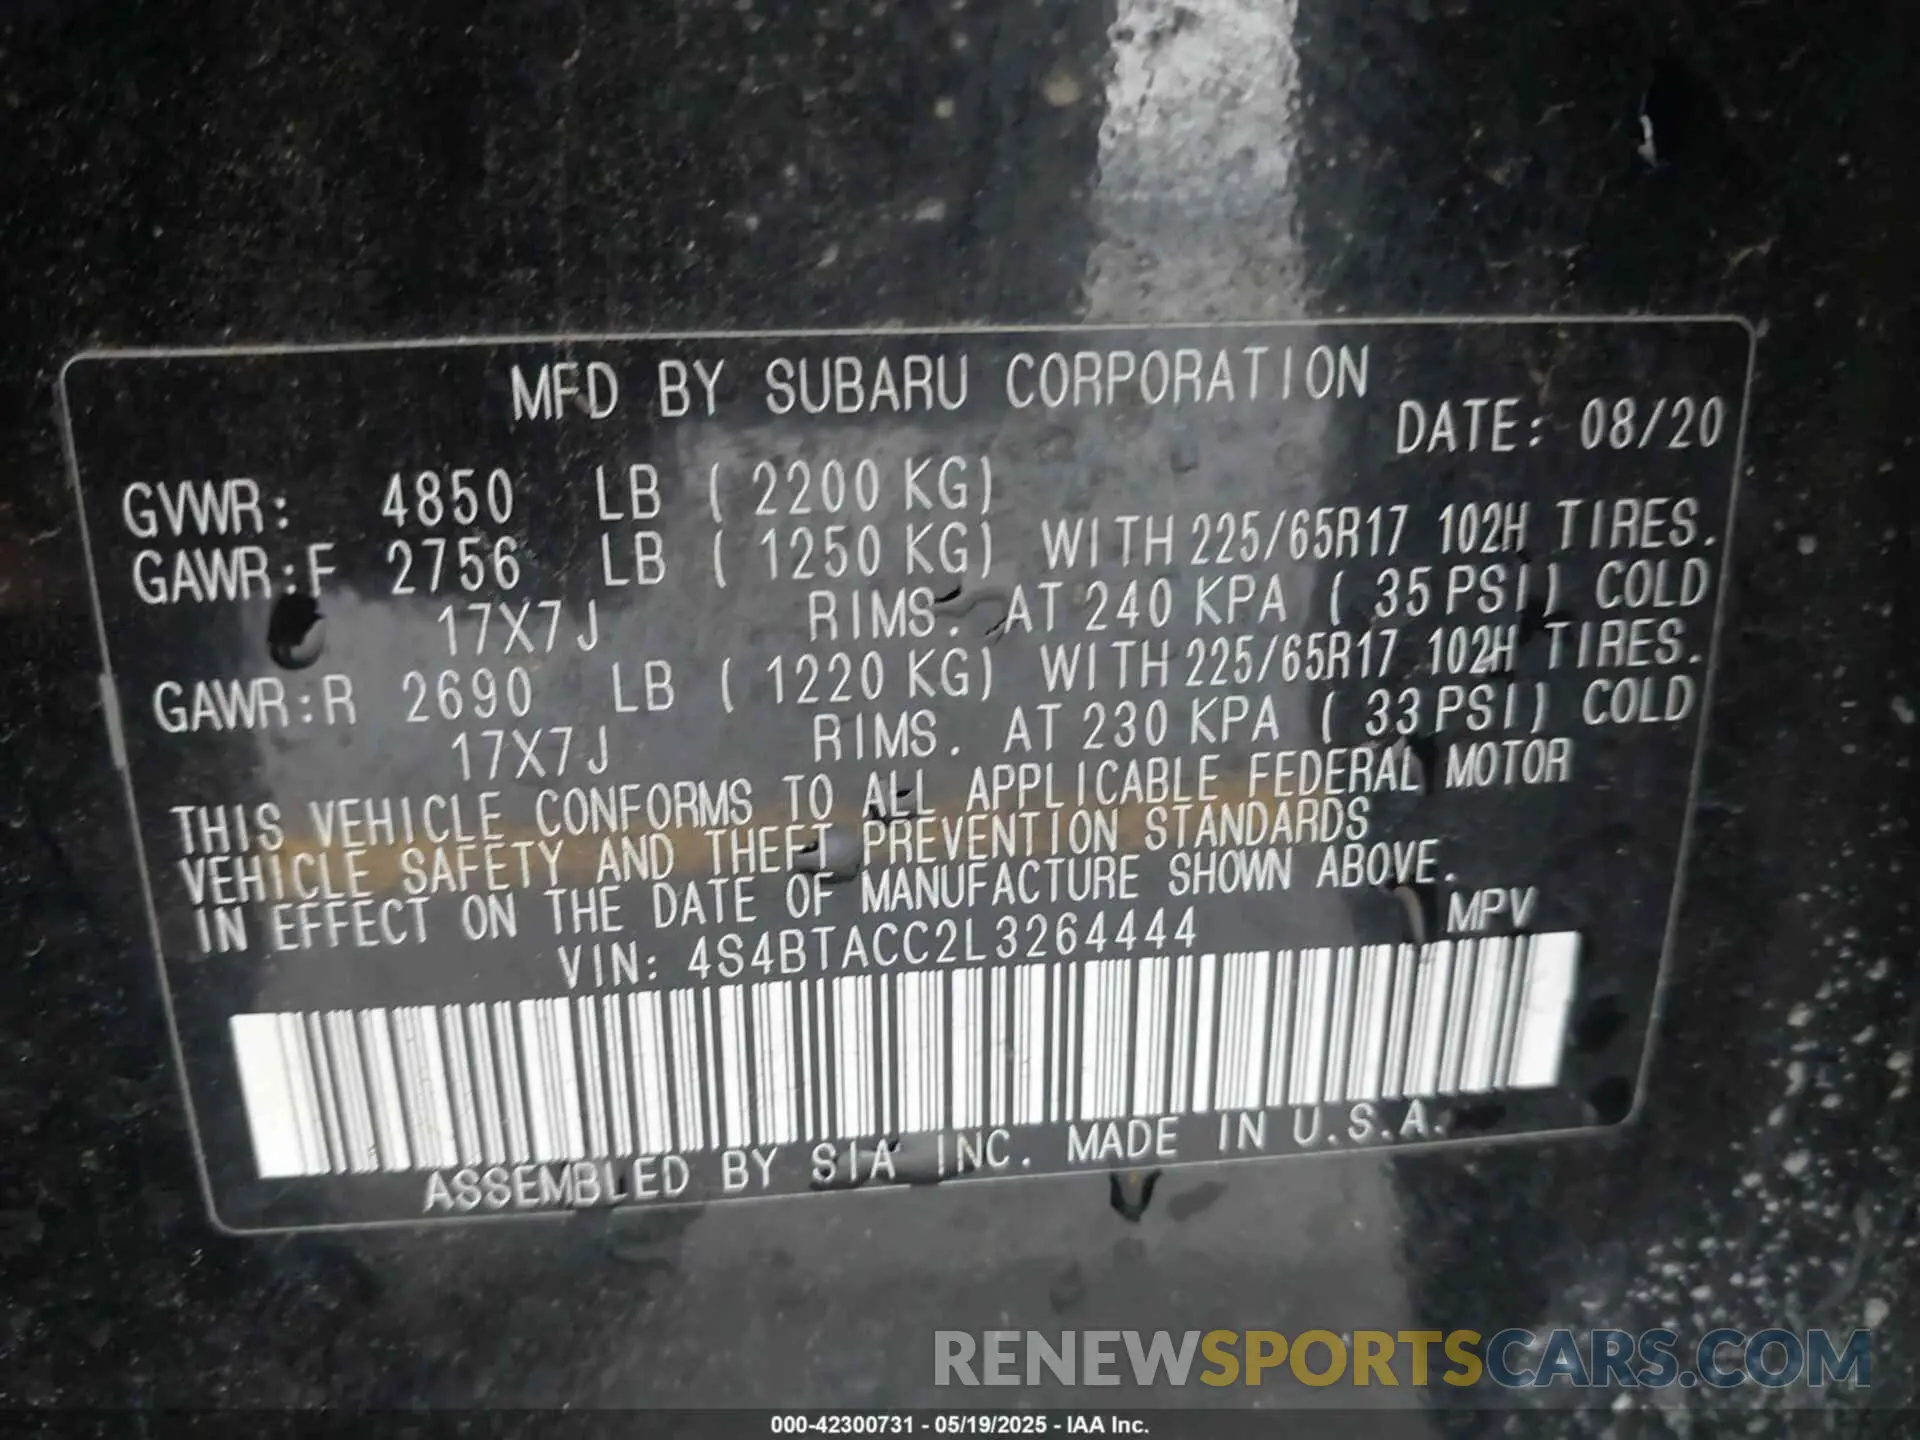 MFD BY SUBARU CORPORATION
DATE: 08/20
GVWR: 4850 LB ( 2200 KG)
GAWR:F 2756 LB ( 1250 KG) WITH 225/65R17 102H TIRES.
17X7J RIMS. AT 240 KPA ( 35 PSI) COLD
GAWR:R 2690 LB ( 1220 KG) WITH 225/65R17 102H TIRES.
17X7J RIMS. AT 230 KPA ( 33 PSI) COLD
THIS VEHICLE CONFORMS TO ALL APPLICABLE FEDERAL MOTOR
VEHICLE SAFETY AND THEFT PREVENTION STANDARDS
IN EFFECT ON THE DATE OF MANUFACTURE SHOWN ABOVE.
VIN: 4S4BTACC2L3264444 MPV
ASSEMBLED BY SIA INC. MADE IN U.S.A.
RENEWSPORTSCARS.COM
000-42300731 - 05/19/2025 - IAA Inc.